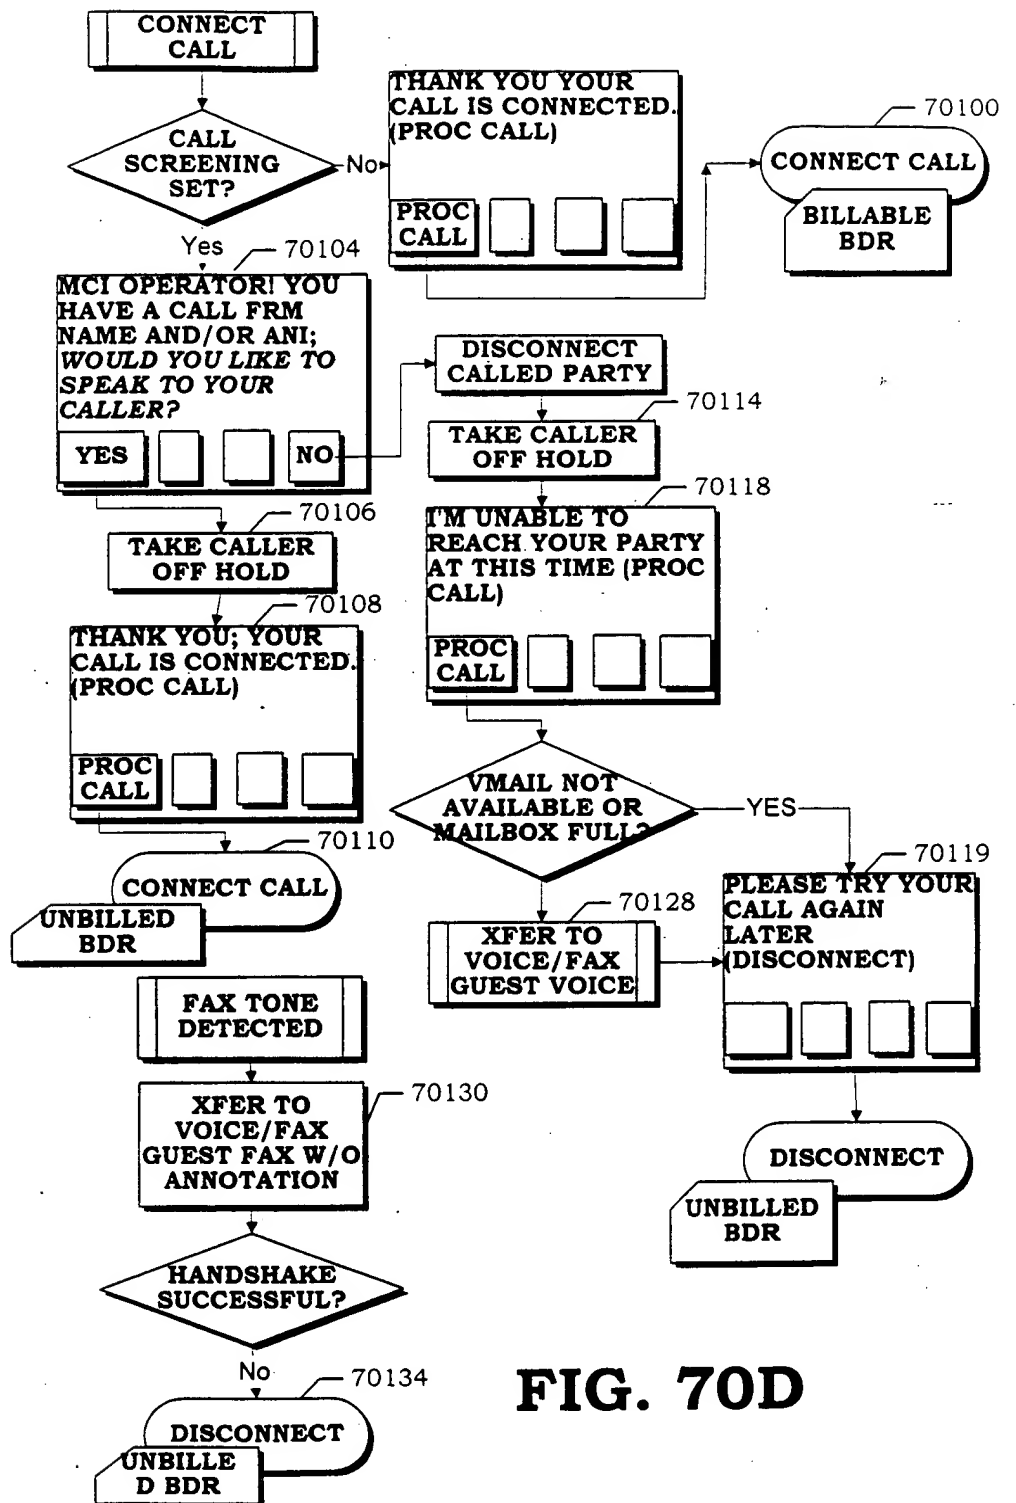 CONNECT
CALL
CALL
SCREENING
SET?
No
THANK YOU YOUR
CALL IS CONNECTED.
(PROC CALL)
PROC
CALL
70100
CONNECT CALL
BILLABLE
BDR
Yes
70104
MCI OPERATOR! YOU
HAVE A CALL FRM
NAME AND/OR ANI;
WOULD YOU LIKE TO
SPEAK TO YOUR
CALLER?
YES
NO
DISCONNECT
CALLED PARTY
70114
TAKE CALLER
OFF HOLD
70106
TAKE CALLER
OFF HOLD
70118
I'M UNABLE TO
REACH YOUR PARTY
AT THIS TIME (PROC
CALL)
PROC
CALL
70108
THANK YOU; YOUR
CALL IS CONNECTED.
(PROC CALL)
PROC
CALL
VMAIL NOT
AVAILABLE OR
MAILBOX FULL?
YES
70110
CONNECT CALL
UNBILLED
BDR
70128
XFER TO
VOICE/FAX
GUEST VOICE
70119
PLEASE TRY YOUR
CALL AGAIN
LATER
(DISCONNECT)
DISCONNECT
UNBILLED
BDR
FAX TONE
DETECTED
70130
XFER TO
VOICE/FAX
GUEST FAX W/O
ANNOTATION
HANDSHAKE
SUCCESSFUL?
No
70134
DISCONNECT
UNBILLE
D BDR
FIG. 70D